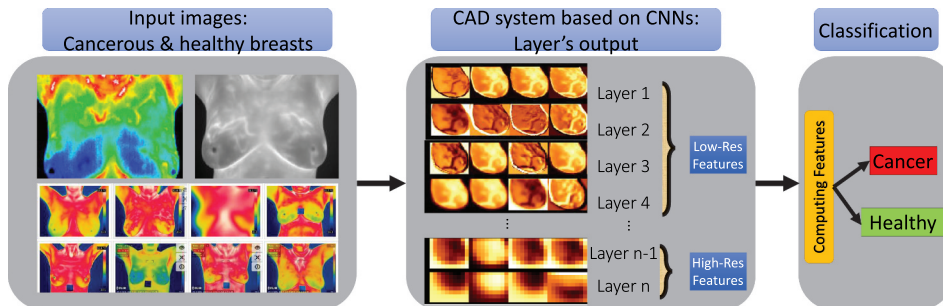 Input images:
Cancerous & healthy breasts
CAD system based on CNNs:
Layer's output
Classification
Layer 1
Layer 2
Layer 3
Layer 4
⋮
⋮
Layer n-1
Layer n
Low-Res
Features
High-Res
Features
Computing Features
Cancer
Healthy